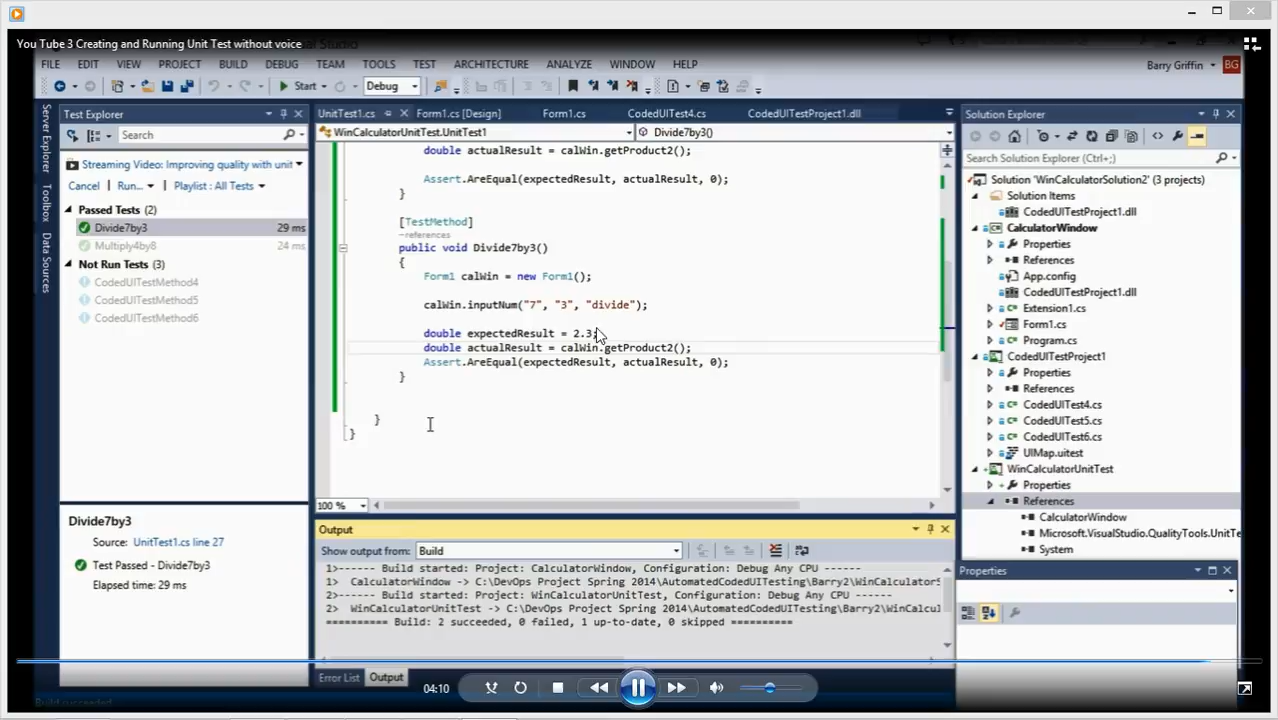 You Tube 3 Creating and Running Unit Test without voice
FILE EDIT VIEW PROJECT BUILD DEBUG TEAM TOOLS TEST ARCHITECTURE ANALYZE WINDOW HELP Barry Griffin BG
Start Debug
Server Explorer
Toolbox
Data Sources
Test Explorer
Search
Streaming Video: Improving quality with unit
Cancel Run... Playlist : All Tests
Passed Tests (2)
Divide7by3 29 ms
Multiply4by8 24 ms
Not Run Tests (3)
CodedUITestMethod4
CodedUITestMethod5
CodedUITestMethod6
Divide7by3
Source: UnitTest1.cs line 27
Test Passed - Divide7by3
Elapsed time: 29 ms
UnitTest1.cs Form1.cs [Design] Form1.cs CodedUITest4.cs CodedUITestProject1.dll
WinCalculatorUnitTest.UnitTest1 Divide7by3()
double actualResult = calWin.getProduct2();
Assert.AreEqual(expectedResult, actualResult, 0);
}
[TestMethod]
-references
public void Divide7by3()
{
Form1 calWin = new Form1();
calWin.inputNum("7", "3", "divide");
double expectedResult = 2.3;
double actualResult = calWin.getProduct2();
Assert.AreEqual(expectedResult, actualResult, 0);
}
}
}
100 %
Output
Show output from: Build
1>------ Build started: Project: CalculatorWindow, Configuration: Debug Any CPU ------
1> CalculatorWindow -> C:\DevOps Project Spring 2014\AutomatedCodedUITesting\Barry2\WinCalculatorS
2>------ Build started: Project: WinCalculatorUnitTest, Configuration: Debug Any CPU ------
2> WinCalculatorUnitTest -> C:\DevOps Project Spring 2014\AutomatedCodedUITesting\Barry2\WinCalcul
========== Build: 2 succeeded, 0 failed, 1 up-to-date, 0 skipped ==========
Error List Output
Solution Explorer
Search Solution Explorer (Ctrl+;)
Solution 'WinCalculatorSolution2' (3 projects)
Solution Items
CodedUITestProject1.dll
CalculatorWindow
Properties
References
App.config
CodedUITestProject1.dll
Extension1.cs
Form1.cs
Program.cs
CodedUITestProject1
Properties
References
CodedUITest4.cs
CodedUITest5.cs
CodedUITest6.cs
UIMap.uitest
WinCalculatorUnitTest
Properties
References
CalculatorWindow
Microsoft.VisualStudio.QualityTools.UnitTe
System
Properties
04:10
Build succeeded